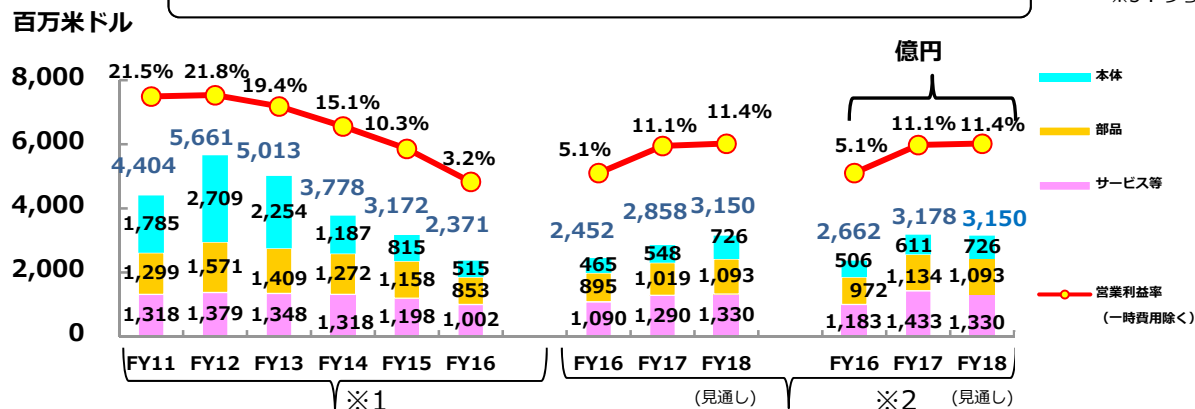 百万米ドル
億円
8,000
6,000
4,000
2,000
0
21.5% 21.8% 19.4% 15.1% 10.3% 3.2%
5.1% 11.1% 11.4%
5.1% 11.1% 11.4%
4,404 5,661 5,013 3,778 3,172 2,371
2,452 2,858 3,150
2,662 3,178 3,150
1,785 2,709 2,254 1,187 815 515
465 548 726
506 611 726
1,299 1,571 1,409 1,272 1,158 853
895 1,019 1,093
972 1,134 1,093
1,318 1,379 1,348 1,318 1,198 1,002
1,090 1,290 1,330
1,183 1,433 1,330
FY11 FY12 FY13 FY14 FY15 FY16
FY16 FY17 FY18
FY16 FY17 FY18
※1
(見通し)
※2
(見通し)
本体
部品
サービス等
営業利益率
(一時費用除く)